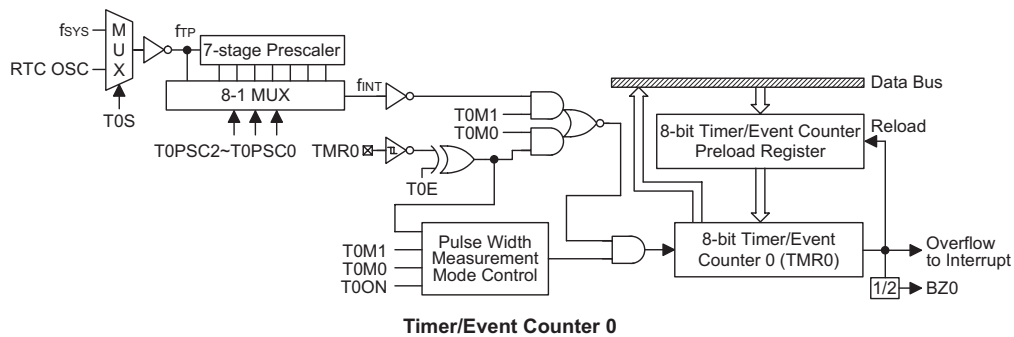 fSYS
M
U
X
RTC OSC
T0S
fTP
7-stage Prescaler
8-1 MUX
T0PSC2~T0PSC0
fINT
T0M1
T0M0
TMR0
T0E
T0M1
T0M0
T0ON
Pulse Width
Measurement
Mode Control
Data Bus
8-bit Timer/Event Counter
Preload Register
Reload
8-bit Timer/Event
Counter 0 (TMR0)
Overflow
to Interrupt
1/2
BZ0
Timer/Event Counter 0